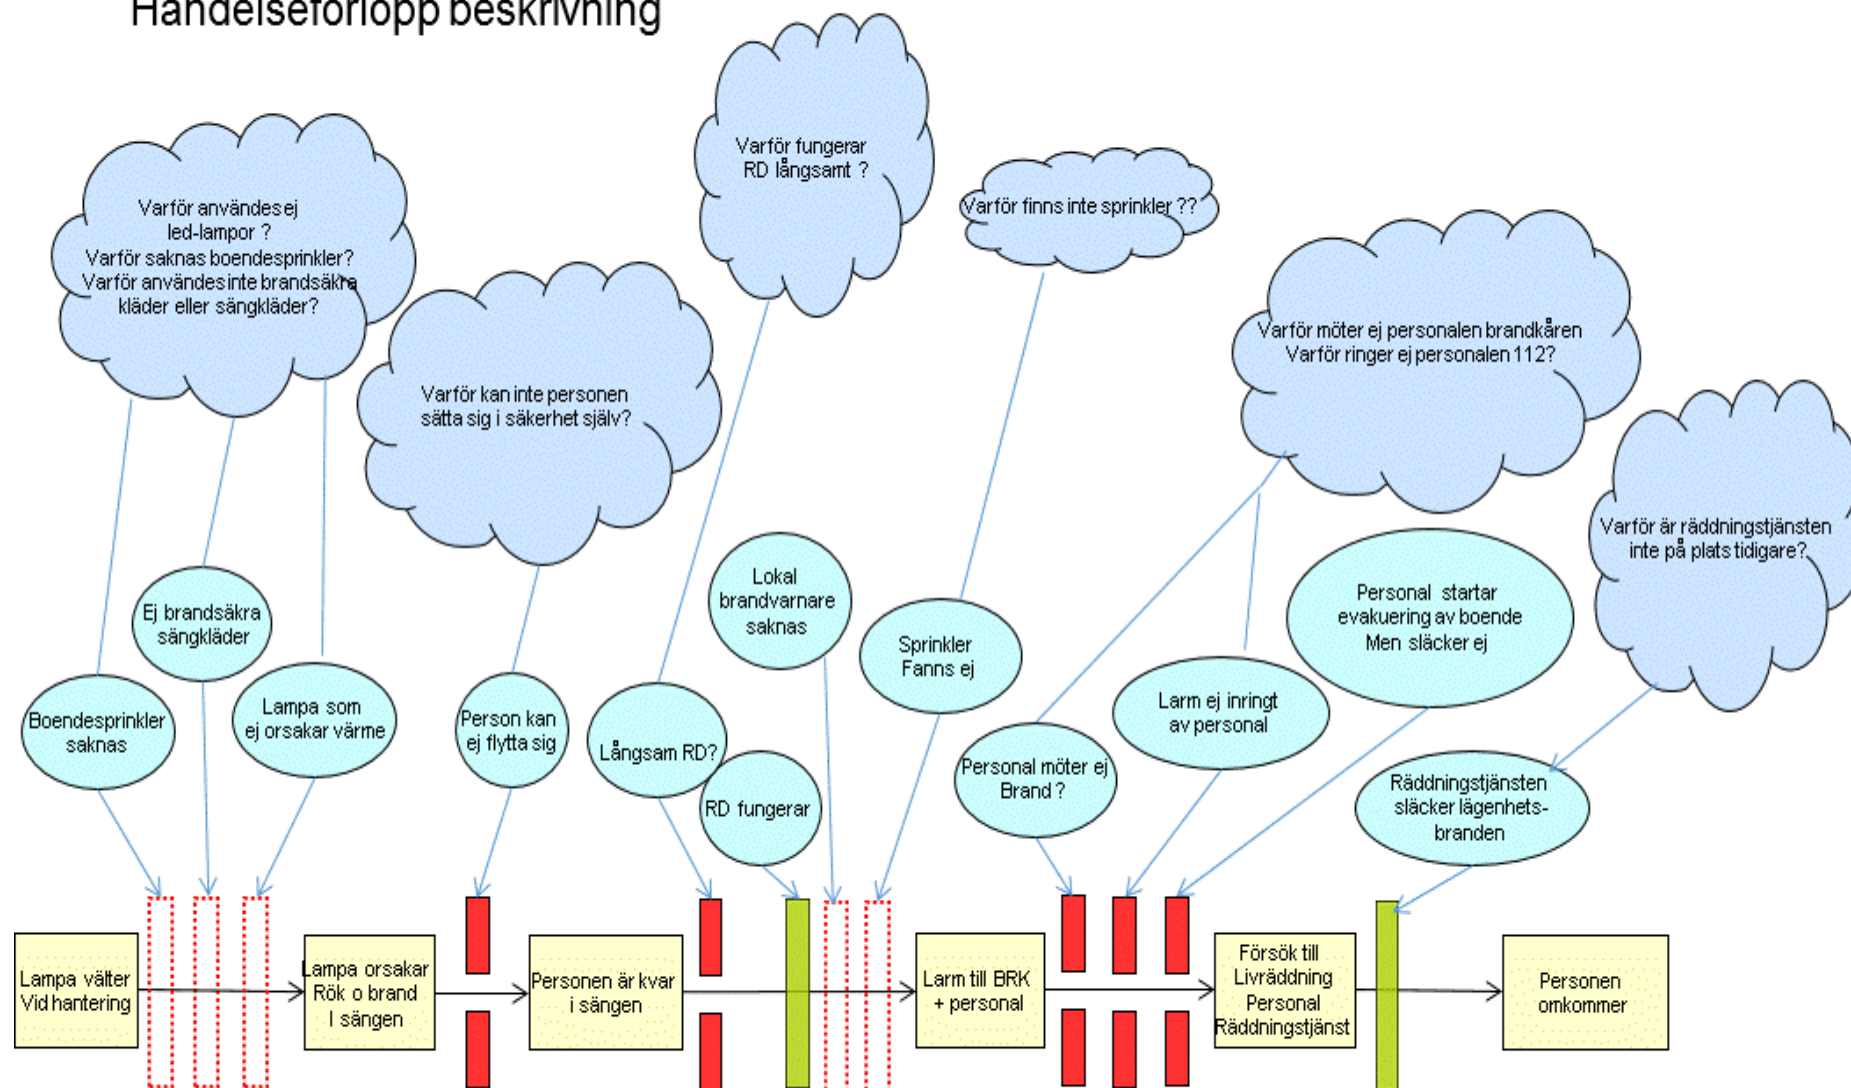 Händelseförlopp beskrivning
Varför användes ej
led-lampor ?
Varför saknas boendesprinkler?
Varför användes inte brandsäkra
kläder eller sängkläder?
Varför kan inte personen
sätta sig i säkerhet själv?
Varför fungerar
RD långsamt ?
Varför finns inte sprinkler ??
Varför möter ej personalen brandkåren
Varför ringer ej personalen 112?
Varför är räddningstjänsten
inte på plats tidigare?
Boendesprinkler
saknas
Ej brandsäkra
sängkläder
Lampa som
ej orsakar värme
Person kan
ej flytta sig
Långsam RD?
RD fungerar
Lokal
brandvarnare
saknas
Sprinkler
Fanns ej
Personal möter ej
Brand ?
Larm ej inringt
av personal
Personal startar
evakuering av boende
Men släcker ej
Räddningstjänsten
släcker lägenhets-
branden
Lampa välter
Vid hantering
Lampa orsakar
Rök o brand
I sängen
Personen är kvar
i sängen
Larm till BRK
+ personal
Försök till
Livräddning
Personal
Räddningstjänst
Personen
omkommer